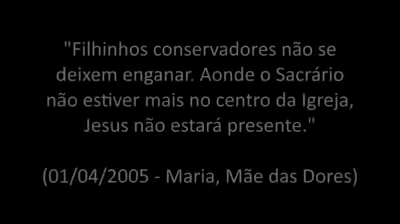 "Filhinhos conservadores não se
deixem enganar. Aonde o Sacrário
não estiver mais no centro da Igreja,
Jesus não estará presente."
(01/04/2005 - Maria, Mãe das Dores)